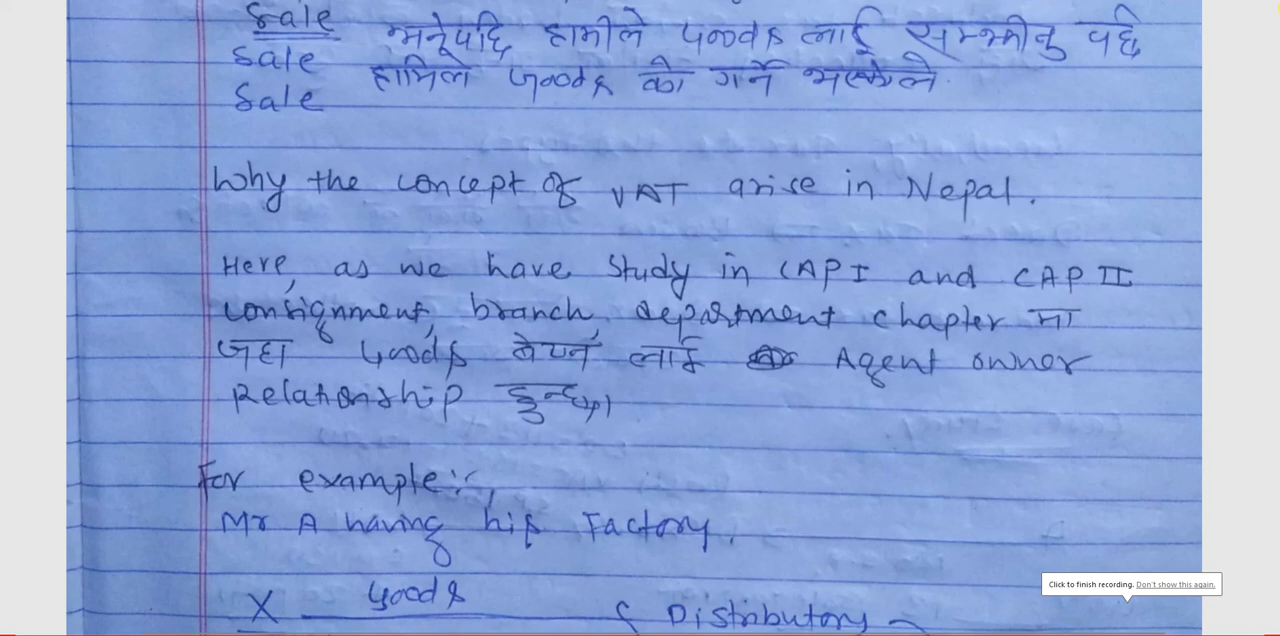 Sale भन्नेपछि हामीले goods लाई सम्झीनु पर्छ
Sale हामिले goods को गर्ने
Sale
Why the concept of VAT arise in Nepal.
Here, as we have study in CAP I and CAP II
consignment, branch, department chapter मा
जहा Goods बेच्न लाई Agent owner
Relationship हुन्छ।
For example:-,
Mr A having his Factory.
X Goods { Distributory
Click to finish recording. Don't show this again.